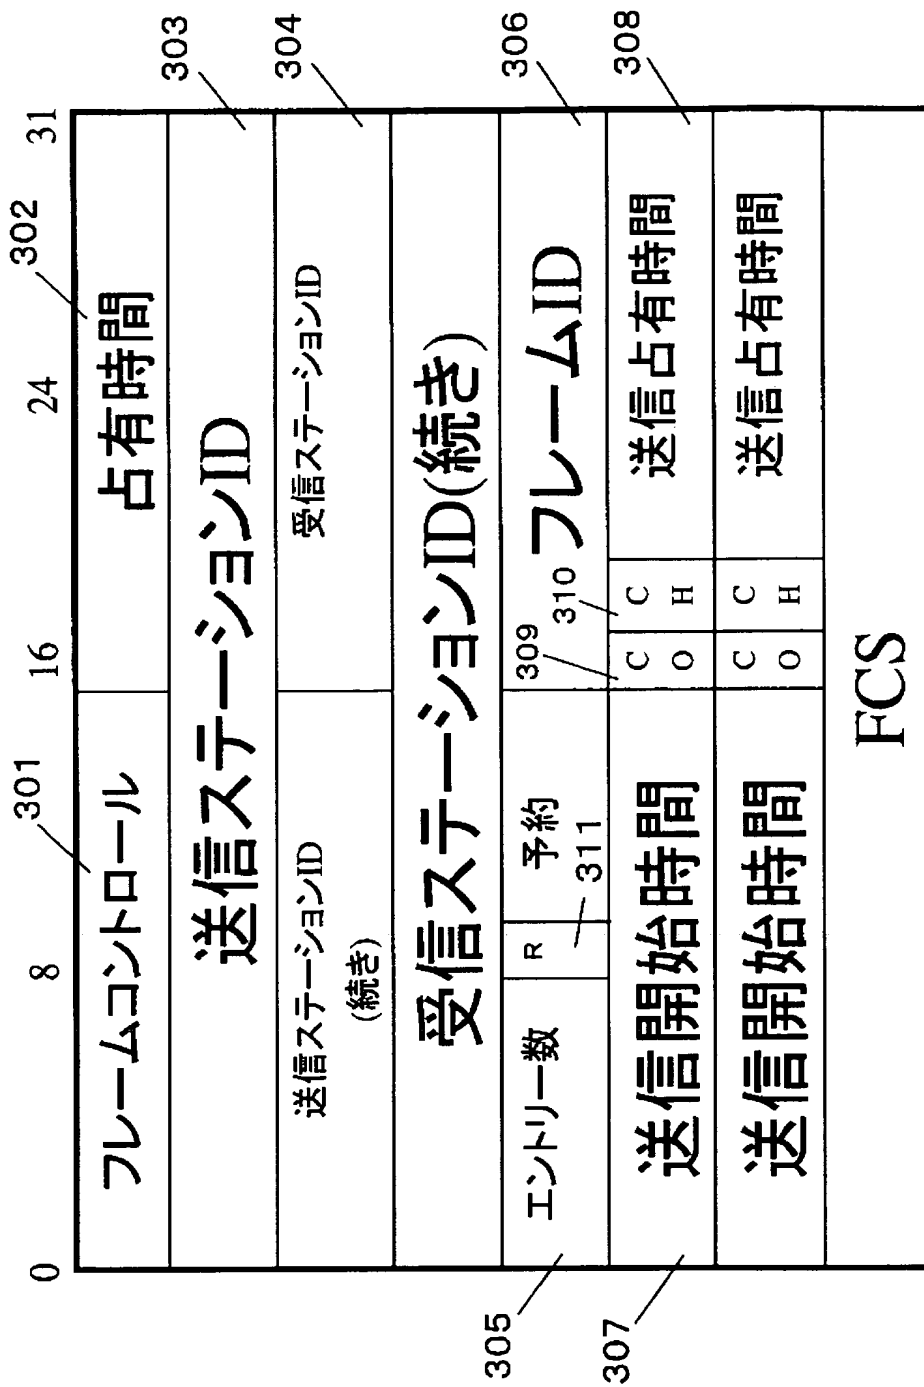 0 8 16 24 31
301 302
フレームコントロール 占有時間
送信ステーションID 303
送信ステーションID 受信ステーションID 304
(続き)
受信ステーションID(続き)
305 エントリー数 R 予約 フレームID 306
311 309 310
307 送信開始時間 CO CH 送信占有時間 308
送信開始時間 CO CH 送信占有時間
FCS